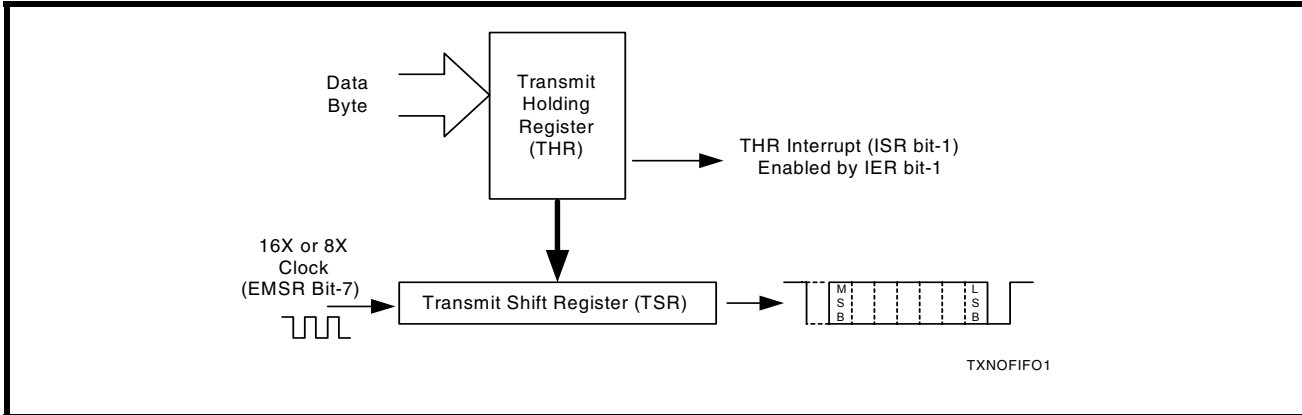 Data
Byte
Transmit
Holding
Register
(THR)
THR Interrupt (ISR bit-1)
Enabled by IER bit-1
16X or 8X
Clock
(EMSR Bit-7)
Transmit Shift Register (TSR)
M
S
B
L
S
B
TXNOFIFO1